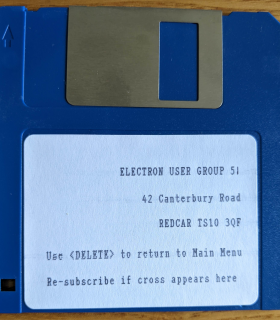 ELECTRON USER GROUP 5!
42 Canterbury Road
REDCAR TS10 3QF
Use <DELETE> to return to Main Menu
Re-subscribe if cross appears here